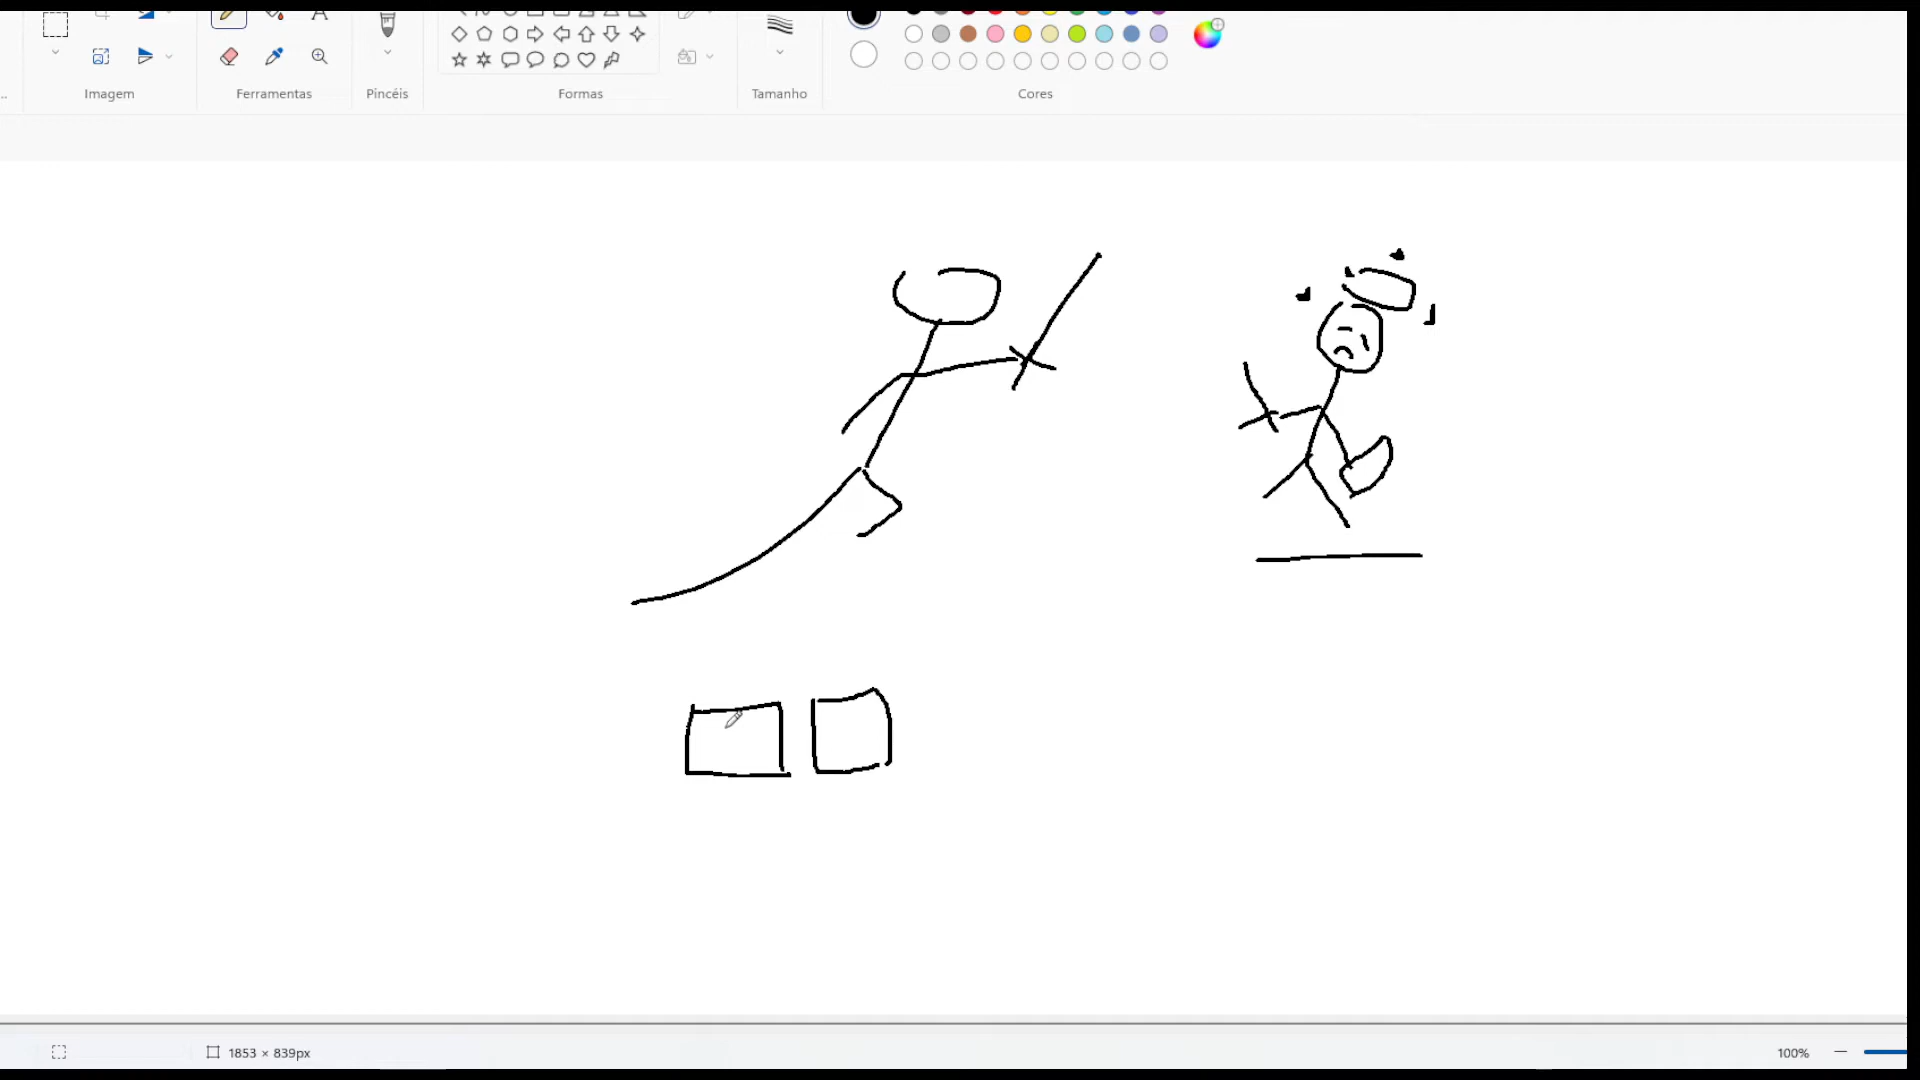 Imagem
Ferramentas
Pincéis
Formas
Tamanho
Cores
1853 × 839px
100%